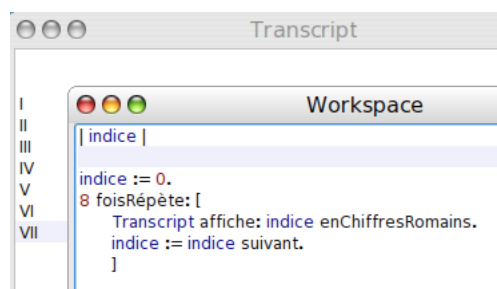 Transcript
I
II
III
IV
V
VI
VII
Workspace
| indice |
indice := 0.
8 foisRépète: [
Transcript affiche: indice enChiffresRomains.
indice := indice suivant.
]